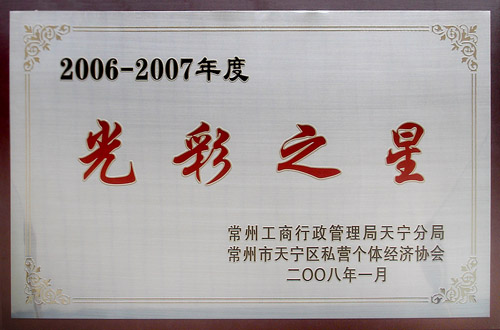 2006-2007年度
光彩之星
常州工商行政管理局天宁分局
常州市天宁区私营个体经济协会
二〇〇八年一月